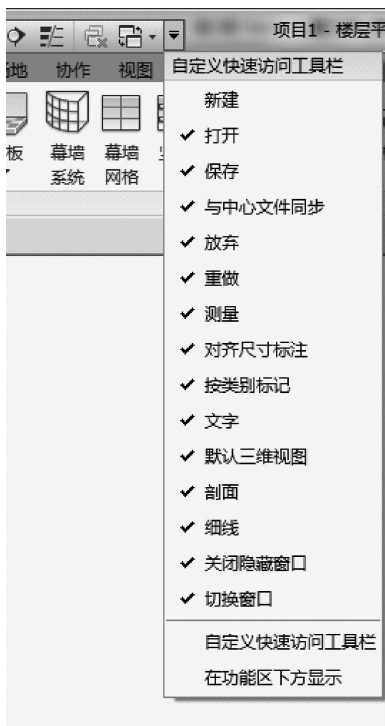 项目1 - 楼层平
协作 视图
自定义快速访问工具栏
板 幕墙 幕墙
系统 网格
新建
打开
保存
与中心文件同步
放弃
重做
测量
对齐尺寸标注
按类别标记
文字
默认三维视图
剖面
细线
关闭隐藏窗口
切换窗口
自定义快速访问工具栏
在功能区下方显示